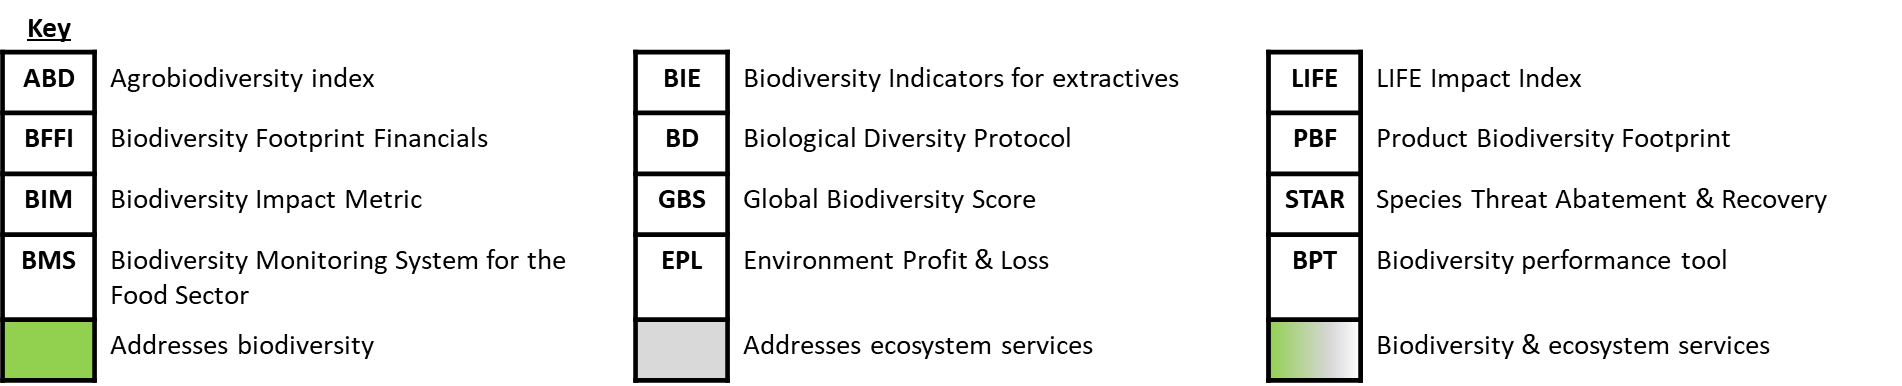 Key
ABD Agrobiodiversity index BIE Biodiversity Indicators for extractives LIFE LIFE Impact Index
BFFI Biodiversity Footprint Financials BD Biological Diversity Protocol PBF Product Biodiversity Footprint
BIM Biodiversity Impact Metric GBS Global Biodiversity Score STAR Species Threat Abatement & Recovery
BMS Biodiversity Monitoring System for the EPL Environment Profit & Loss BPT Biodiversity performance tool
Food Sector
Addresses biodiversity Addresses ecosystem services Biodiversity & ecosystem services